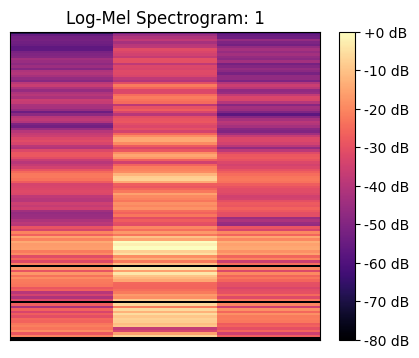 Log-Mel Spectrogram: 1
+0 dB
-10 dB
-20 dB
-30 dB
-40 dB
-50 dB
-60 dB
-70 dB
-80 dB